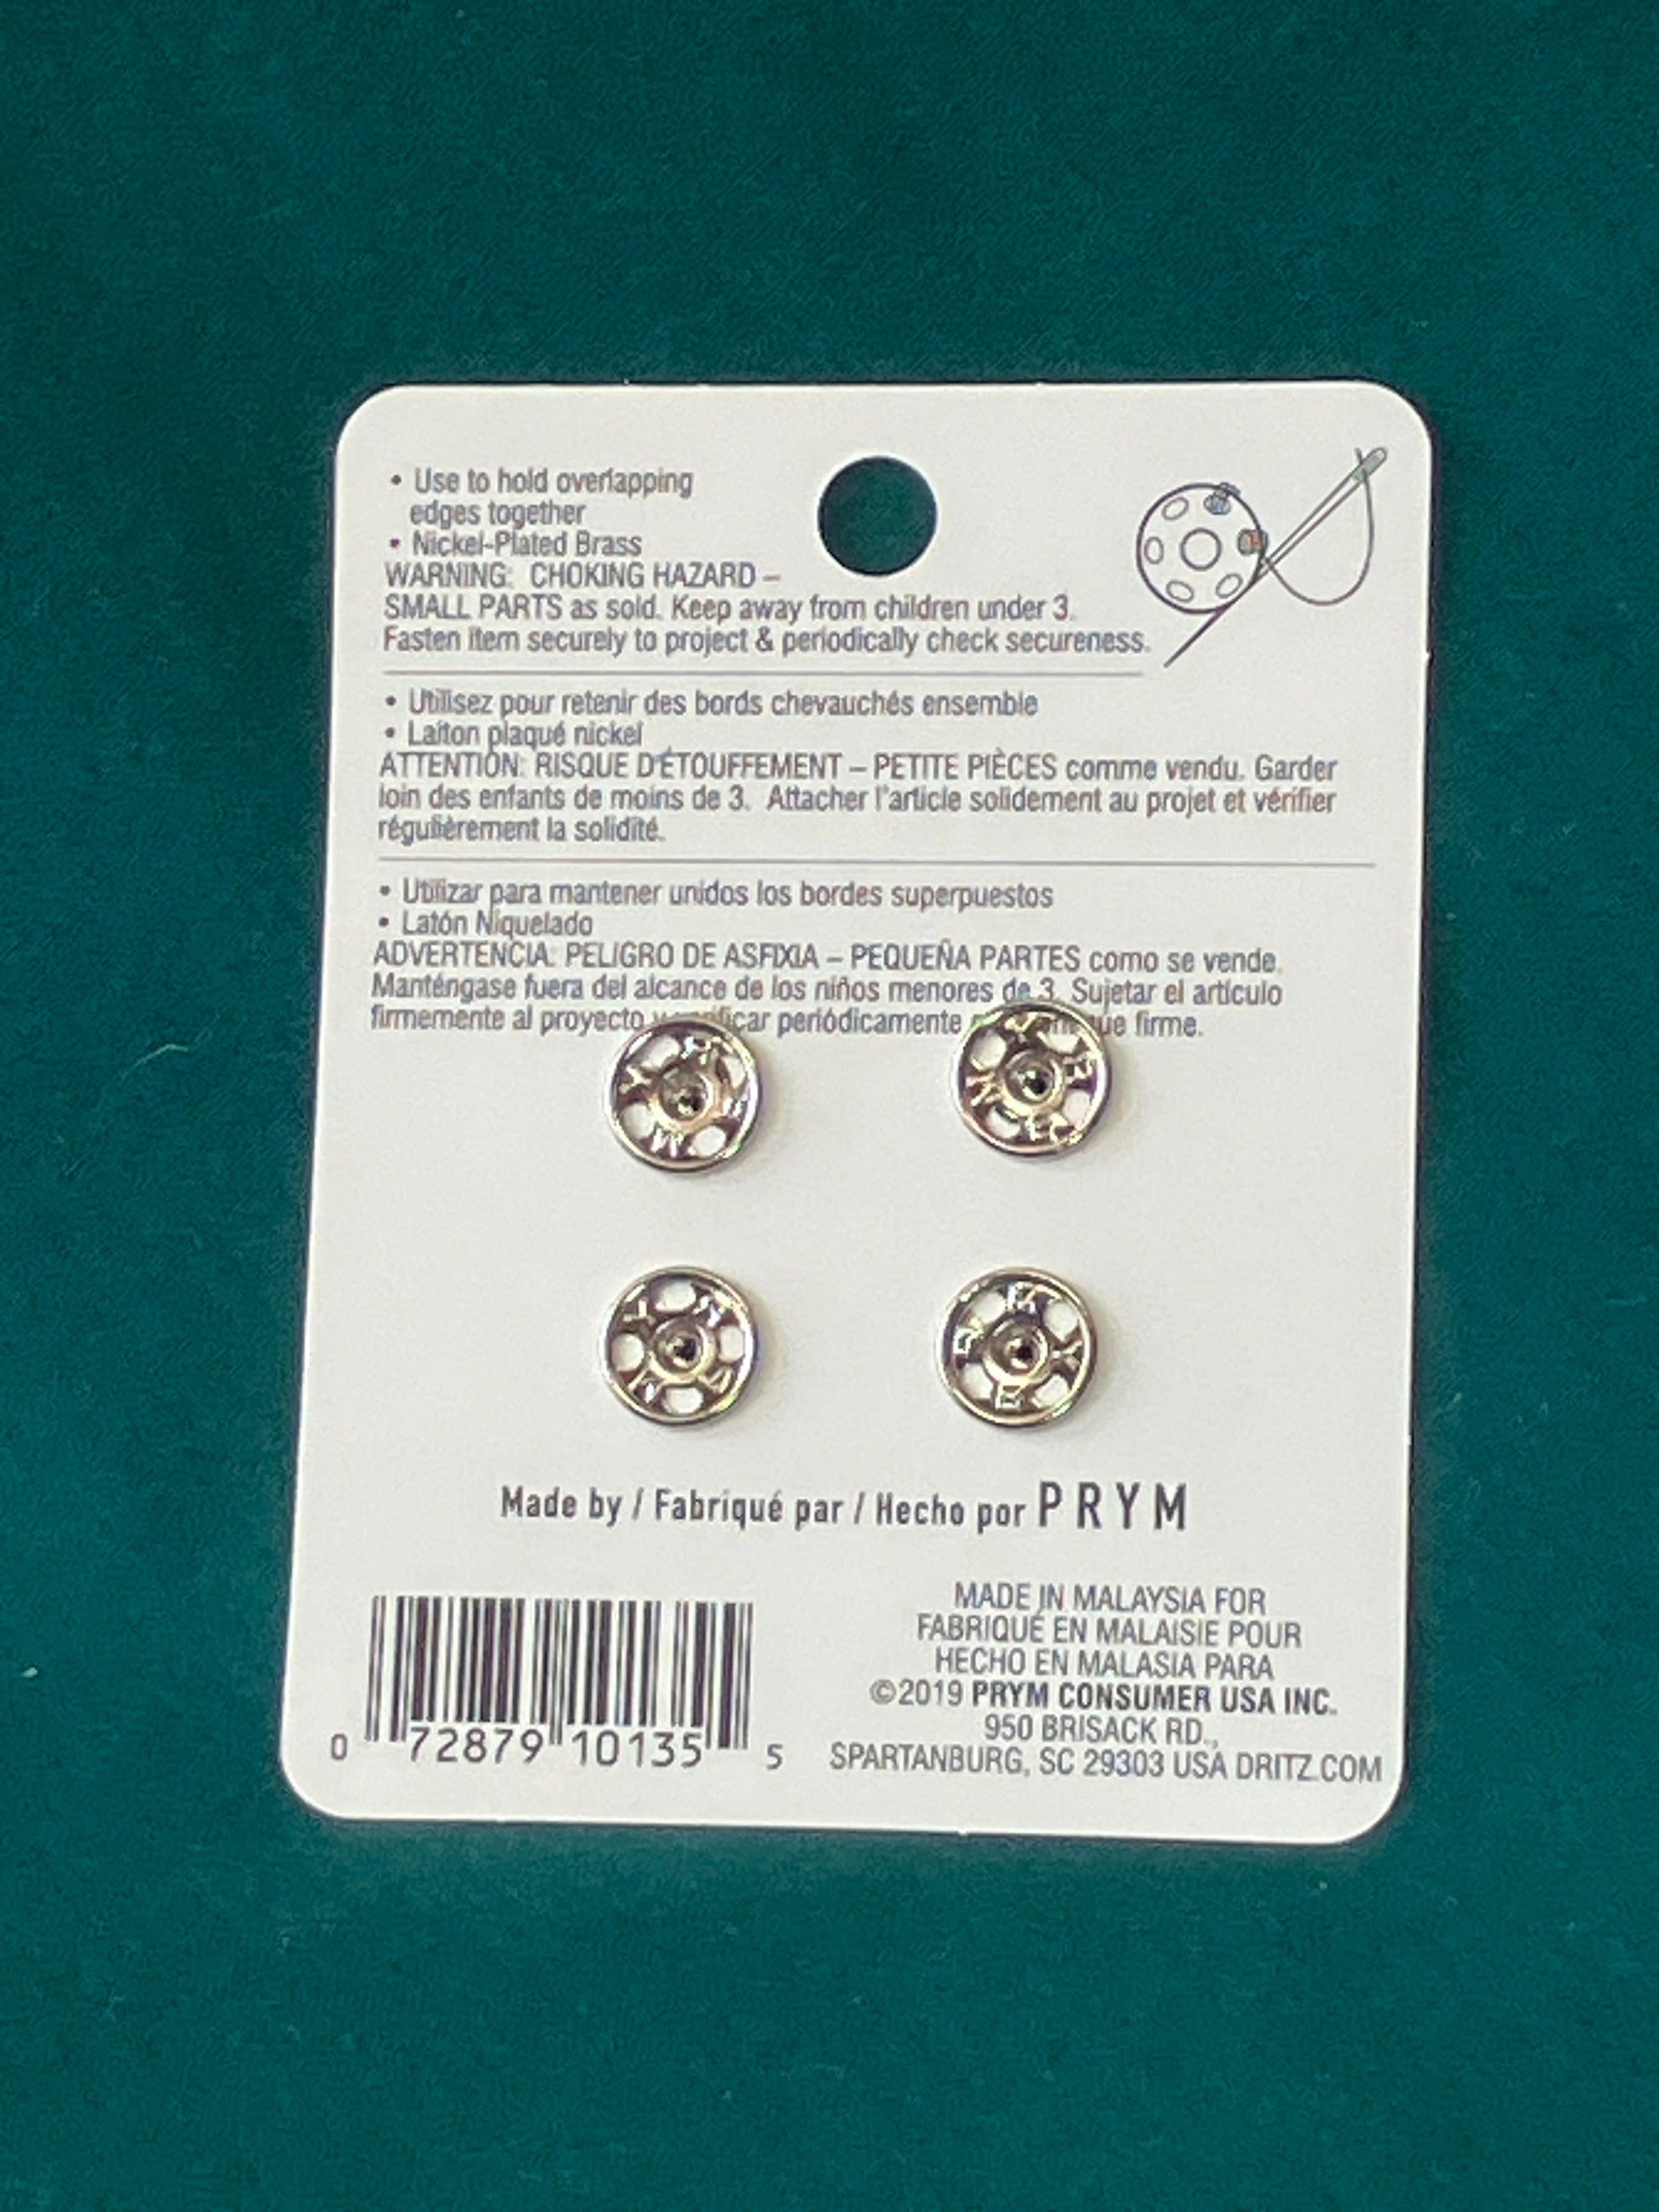 • Use to hold overlapping
edges together
• Nickel-Plated Brass
WARNING: CHOKING HAZARD –
SMALL PARTS as sold. Keep away from children under 3.
Fasten item securely to project & periodically check secureness.
• Utilisez pour retenir des bords chevauchés ensemble
• Laiton plaqué nickel
ATTENTION: RISQUE D'ÉTOUFFEMENT – PETITE PIÈCES comme vendu. Garder
loin des enfants de moins de 3. Attacher l'article solidement au projet et vérifier
régulièrement la solidité.
• Utilizar para mantener unidos los bordes superpuestos
• Latón Niquelado
ADVERTENCIA: PELIGRO DE ASFIXIA – PEQUEÑA PARTES como se vende.
Manténgase fuera del alcance de los niños menores de 3. Sujetar el artículo
firmemente al proyecto periódicamente firme.
Made by / Fabriqué par / Hecho por PRYM
MADE IN MALAYSIA FOR
FABRIQUÉ EN MALAISIE POUR
HECHO EN MALASIA PARA
©2019 PRYM CONSUMER USA INC.
950 BRISACK RD.,
SPARTANBURG, SC 29303 USA DRITZ.COM
0 72879 10135 5